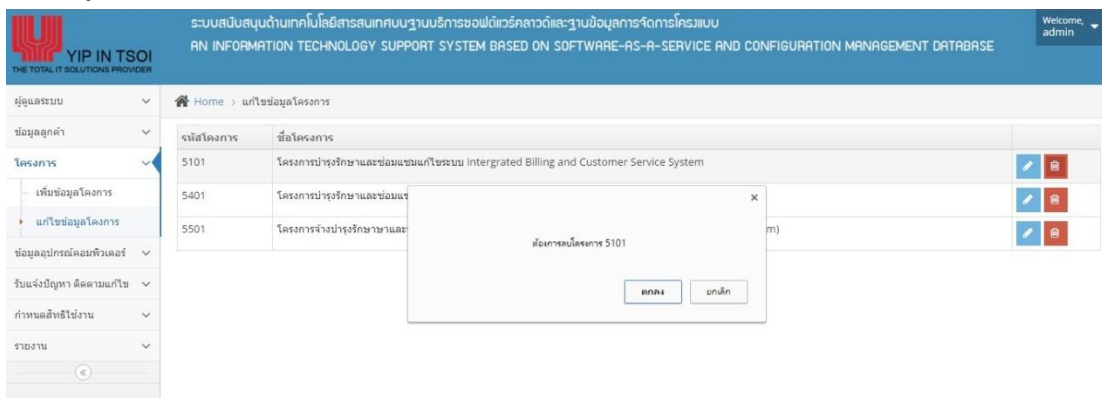 YIP IN TSOI
THE TOTAL IT SOLUTIONS PROVIDER
ระบบสนับสนุนด้านเทคโนโลยีสารสนเทศบนฐานบริการซอฟต์แวร์คลาวด์และฐานข้อมูลการจัดการโครงแบบ
AN INFORMATION TECHNOLOGY SUPPORT SYSTEM BASED ON SOFTWARE-AS-A-SERVICE AND CONFIGURATION MANAGEMENT DATABASE
Welcome,
admin
ผู้ดูแลระบบ
Home > แก้ไขข้อมูลโครงการ
ข้อมูลลูกค้า
รหัสโครงการ ชื่อโครงการ
โครงการ
5101 โครงการบำรุงรักษาและซ่อมแซมแก้ไขระบบ Intergrated Billing and Customer Service System
เพิ่มข้อมูลโคงการ
5401 โครงการบำรุงรักษาและซ่อมแซ
แก้ไขข้อมูลโคงการ
5501 โครงการจ้างบำรุงรักษาษาและ m)
ข้อมูลอุปกรณ์คอมพิวเตอร์
ต้องการลบโครงการ 5101
รับแจ้งปัญหา ติดตามแก้ไข
ตกลง ยกเลิก
กำหนดสิทธิใช้งาน
รายงาน